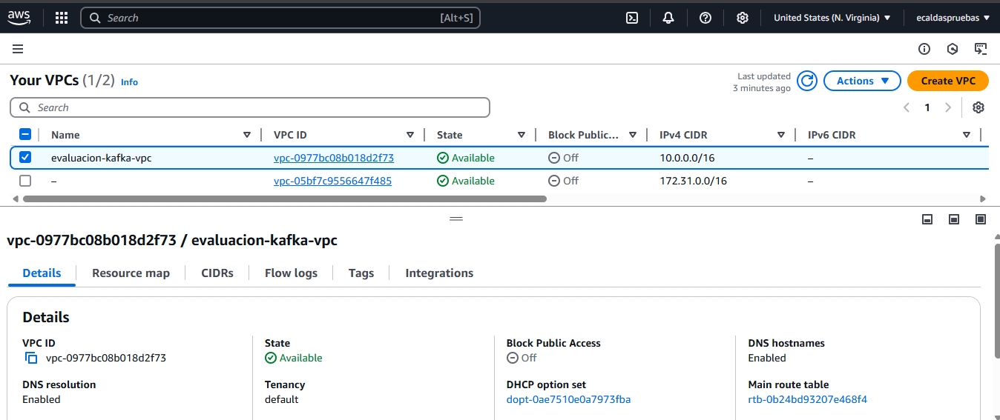 aws Search [Alt+S] United States (N. Virginia) ecaldaspruebas
Your VPCs (1/2) Info
Last updated
3 minutes ago
Actions
Create VPC
Search
1
Name VPC ID State Block Public... IPv4 CIDR IPv6 CIDR
evaluacion-kafka-vpc vpc-0977bc08b018d2f73 Available Off 10.0.0.0/16 –
– vpc-05bf7c9556647f485 Available Off 172.31.0.0/16 –
vpc-0977bc08b018d2f73 / evaluacion-kafka-vpc
Details Resource map CIDRs Flow logs Tags Integrations
Details
VPC ID State Block Public Access DNS hostnames
vpc-0977bc08b018d2f73 Available Off Enabled
DNS resolution Tenancy DHCP option set Main route table
Enabled default dopt-0ae7510e0a7973fba rtb-0b24bd93207e468f4